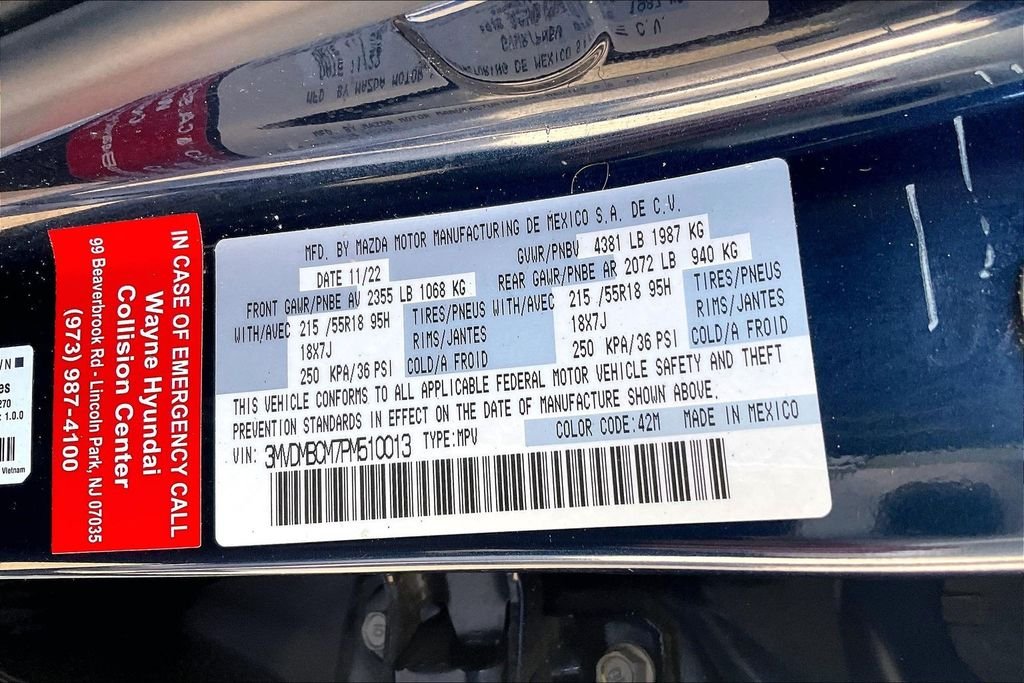 MFD. BY MAZDA MOTOR MANUFACTURING DE MEXICO S.A. DE C.V.
DATE 11/22
GVWR/PNBV 4381 LB 1987 KG
FRONT GAWR/PNBE AV 2355 LB 1068 KG
REAR GAWR/PNBE AR 2072 LB 940 KG
WITH/AVEC 215 /55R18 95H TIRES/PNEUS
18X7J RIMS/JANTES
250 KPA/36 PSI COLD/A FROID
WITH/AVEC 215 /55R18 95H TIRES/PNEUS
18X7J RIMS/JANTES
250 KPA/36 PSI COLD/A FROID
THIS VEHICLE CONFORMS TO ALL APPLICABLE FEDERAL MOTOR VEHICLE SAFETY AND THEFT
PREVENTION STANDARDS IN EFFECT ON THE DATE OF MANUFACTURE SHOWN ABOVE.
VIN: 3MVDMBCM7PM510013 TYPE:MPV
COLOR CODE:42M MADE IN MEXICO
IN CASE OF EMERGENCY CALL
Wayne Hyundai
Collision Center
(973) 987-4100
99 Beaverbrook Rd - Lincoln Park, NJ 07035
/N
es
270
: 1.0.0
Vietnam